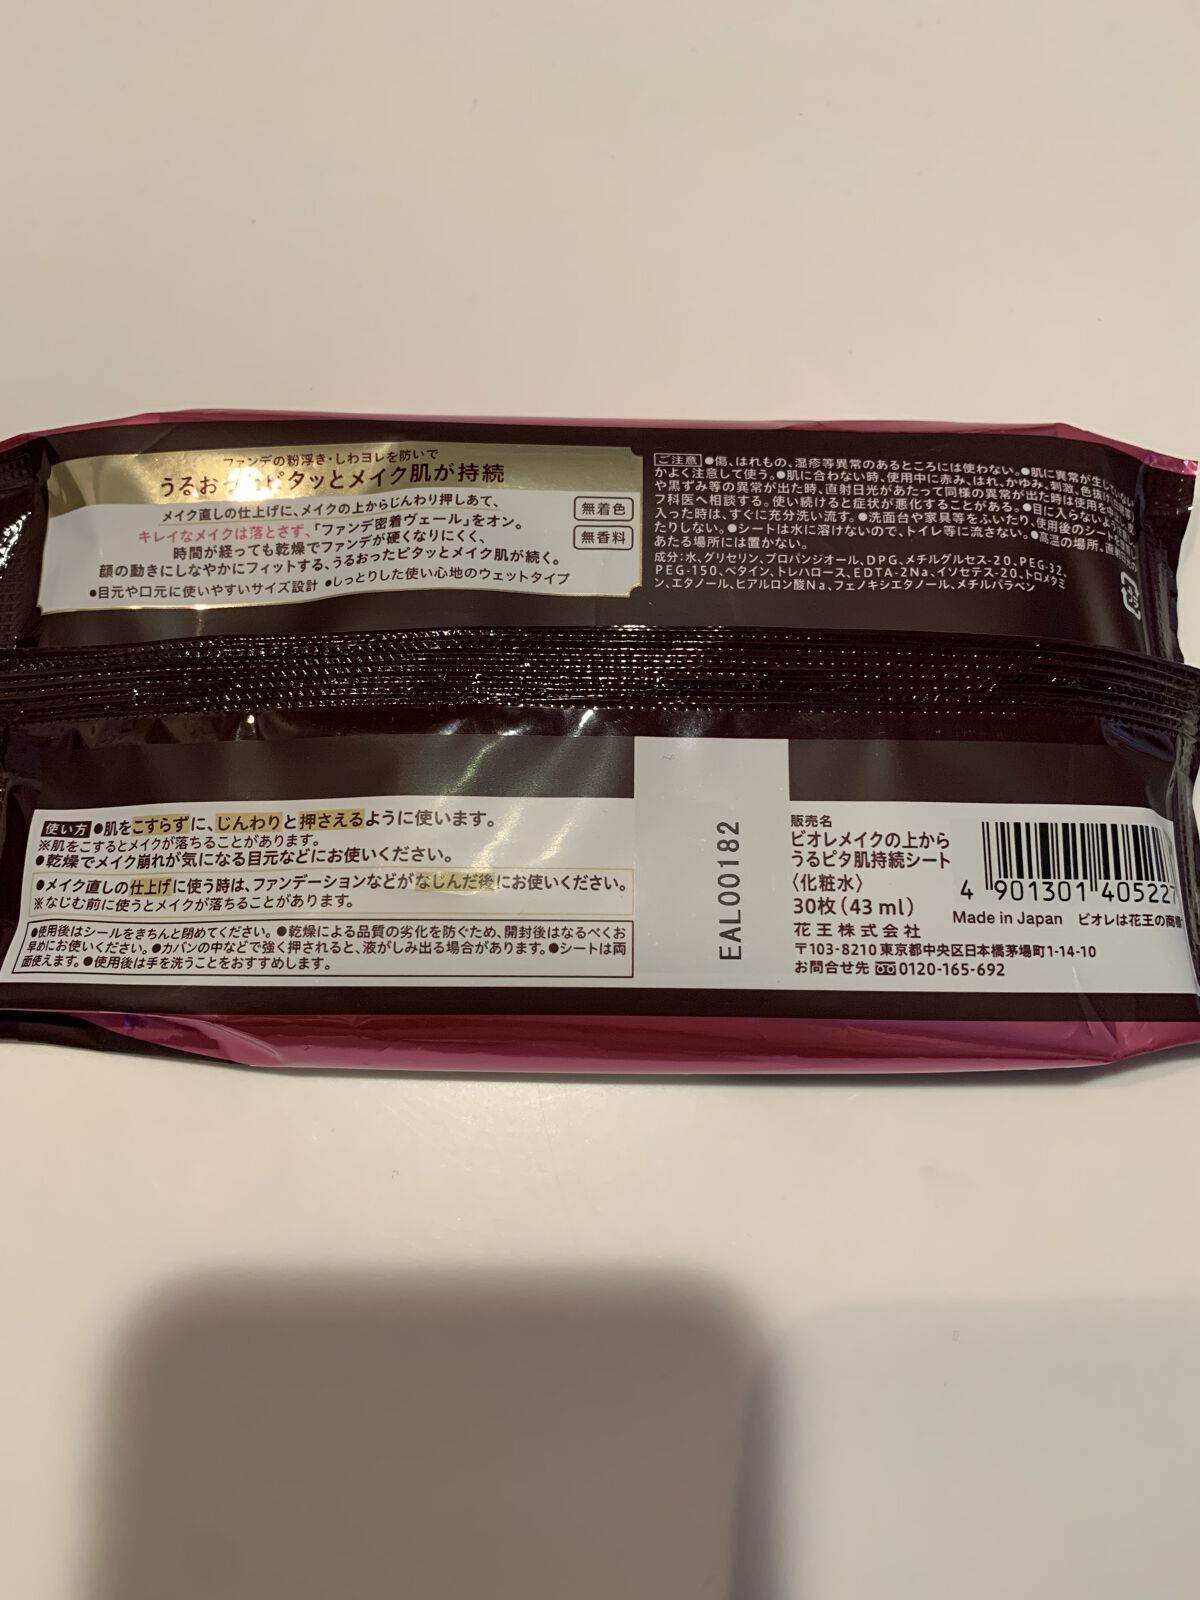 ファンデの粉浮き・しわヨレを防いで
うるおったピタッとメイク肌が持続
メイク直しの仕上げに、メイクの上からじんわり押しあて、
キレイなメイクは落とさず、「ファンデ密着ヴェール」をオン。
時間が経っても乾燥でファンデが硬くなりにくく、
顔の動きにしなやかにフィットする、うるおったピタッとメイク肌が続く。
●目元や口元に使いやすいサイズ設計 ●しっとりした使い心地のウェットタイプ
無着色
無香料
ご注意 ●傷、はれもの、湿疹等異常のあるところには使わない。●肌に異常が生じていないか
よく注意して使う。●肌に合わない時、使用中に赤み、はれ、かゆみ、刺激、色抜け
や黒ずみ等の異常が出た時、直射日光があたって同様の異常が出た時は使用を中止し、
フ科医へ相談する。使い続けると症状が悪化することがある。●目に入らないよう
入った時は、すぐに充分洗い流す。●洗面台や家具等をふいたり、使用後のシートを
たりしない。●シートは水に溶けないので、トイレ等に流さない。●高温の場所、直射日光の
あたる場所には置かない。
成分：水、グリセリン、プロパンジオール、DPG、メチルグルセス-20、PEG-32、
PEG-150、ベタイン、トレハロース、EDTA-2Na、イソセテス-20、トロメタミ
ン、エタノール、ヒアルロン酸Na、フェノキシエタノール、メチルパラベン
使い方 ●肌をこすらずに、じんわりと押さえるように使います。
※肌をこするとメイクが落ちることがあります。
●乾燥でメイク崩れが気になる目元などにお使いください。
●メイク直しの仕上げに使う時は、ファンデーションなどがなじんだ後にお使いください。
※なじむ前に使うとメイクが落ちることがあります。
●使用後はシールをきちんと閉めてください。●乾燥による品質の劣化を防ぐため、開封後はなるべくお
早めにお使いください。●カバンの中などで強く押されると、液がしみ出る場合があります。●シートは両
面使えます。●使用後は手を洗うことをおすすめします。
EAL00182
販売名
ビオレメイクの上から
うるピタ肌持続シート
〈化粧水〉
30枚（43ml）
花王株式会社
〒103-8210東京都中央区日本橋茅場町1-14-10
お問合せ先 0120-165-692
4 901301 405227
Made in Japan ビオレは花王の商標